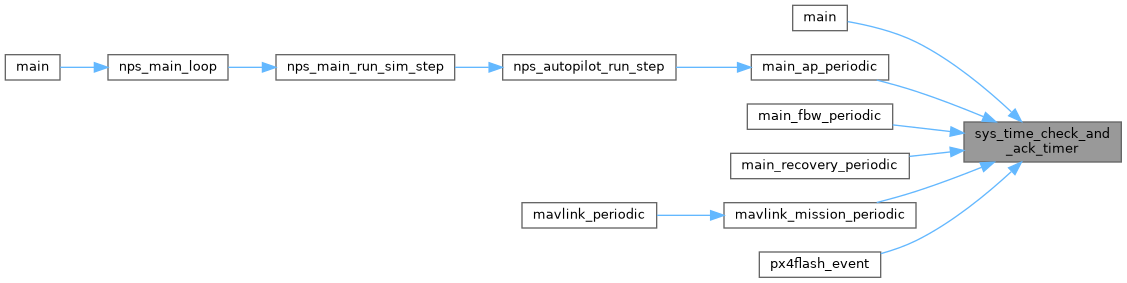 main
main
nps_main_loop
nps_main_run_sim_step
nps_autopilot_run_step
main_ap_periodic
main_fbw_periodic
sys_time_check_and
_ack_timer
main_recovery_periodic
mavlink_periodic
mavlink_mission_periodic
px4flash_event